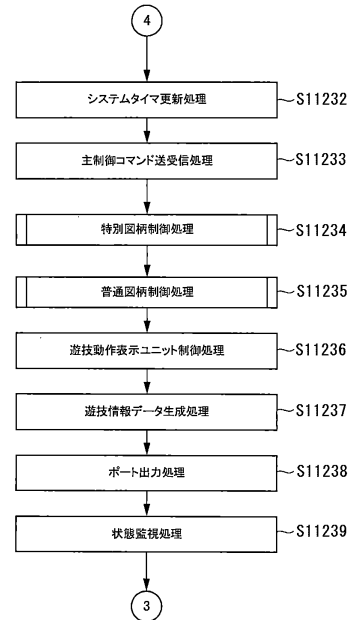 4
システムタイマ更新処理 S11232
主制御コマンド送受信処理 S11233
特別図柄制御処理 S11234
普通図柄制御処理 S11235
遊技動作表示ユニット制御処理 S11236
遊技情報データ生成処理 S11237
ポート出力処理 S11238
状態監視処理 S11239
3